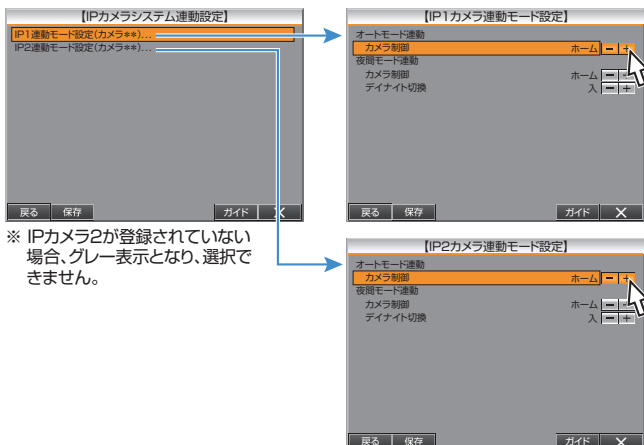 【IPカメラシステム連動設定】
IP1連動モード設定(カメラ**)...
IP2連動モード設定(カメラ**)...
戻る 保存 ガイド X
※ IPカメラ2が登録されていない
場合、グレー表示となり、選択で
きません。
【IP1カメラ連動モード設定】
オートモード連動
カメラ制御 ホーム − +
夜間モード連動
カメラ制御 ホーム −
デイナイト切換 入 − +
戻る 保存 ガイド X
【IP2カメラ連動モード設定】
オートモード連動
カメラ制御 ホーム − +
夜間モード連動
カメラ制御 ホーム −
デイナイト切換 入 − +
戻る 保存 ガイド X